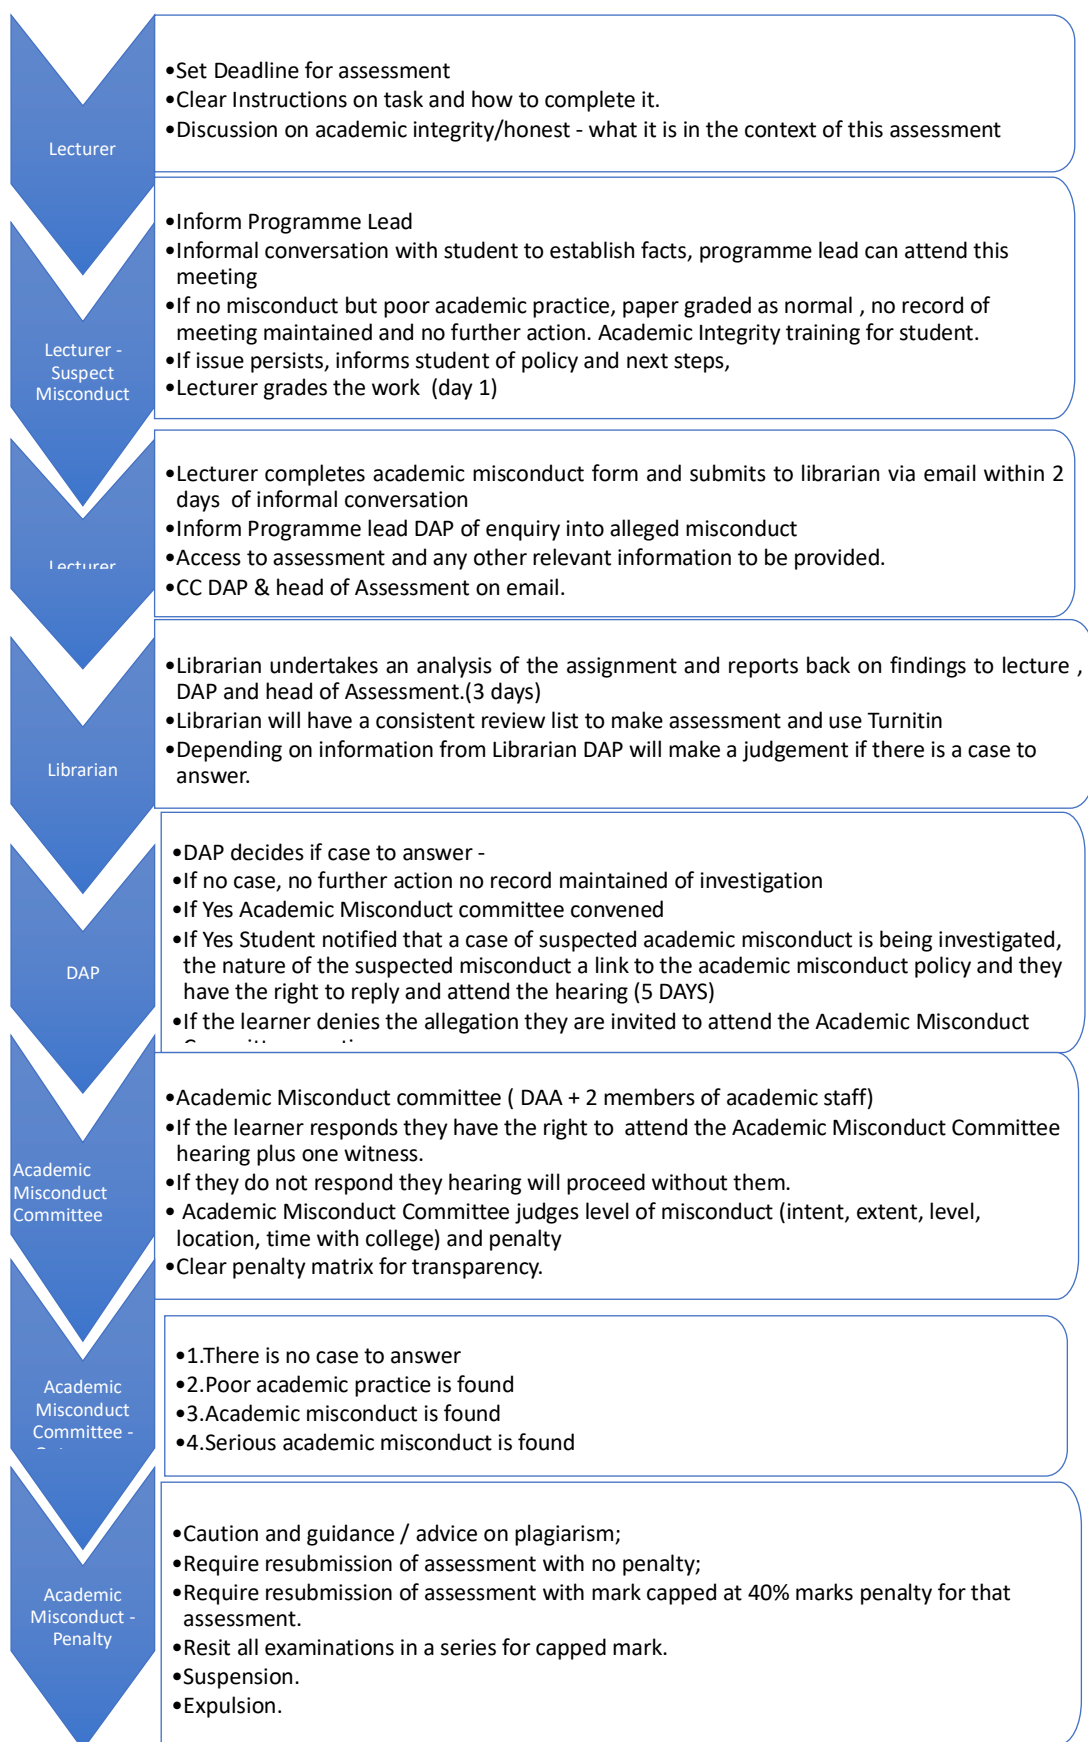 Lecturer
•Set Deadline for assessment
•Clear Instructions on task and how to complete it.
•Discussion on academic integrity/honest - what it is in the context of this assessment
Lecturer -
Suspect
Misconduct
•Inform Programme Lead
•Informal conversation with student to establish facts, programme lead can attend this
meeting
•If no misconduct but poor academic practice, paper graded as normal , no record of
meeting maintained and no further action. Academic Integrity training for student.
•If issue persists, informs student of policy and next steps,
•Lecturer grades the work  (day 1)
Lecturer
•Lecturer completes academic misconduct form and submits to librarian via email within 2
days  of informal conversation
•Inform Programme lead DAP of enquiry into alleged misconduct
•Access to assessment and any other relevant information to be provided.
•CC DAP & head of Assessment on email.
Librarian
•Librarian undertakes an analysis of the assignment and reports back on findings to lecture ,
DAP and head of Assessment.(3 days)
•Librarian will have a consistent review list to make assessment and use Turnitin
•Depending on information from Librarian DAP will make a judgement if there is a case to
answer.
DAP
•DAP decides if case to answer -
•If no case, no further action no record maintained of investigation
•If Yes Academic Misconduct committee convened
•If Yes Student notified that a case of suspected academic misconduct is being investigated,
the nature of the suspected misconduct a link to the academic misconduct policy and they
have the right to reply and attend the hearing (5 DAYS)
•If the learner denies the allegation they are invited to attend the Academic Misconduct
Academic
Misconduct
Committee
•Academic Misconduct committee ( DAA + 2 members of academic staff)
•If the learner responds they have the right to  attend the Academic Misconduct Committee
hearing plus one witness.
•If they do not respond they hearing will proceed without them.
• Academic Misconduct Committee judges level of misconduct (intent, extent, level,
location, time with college) and penalty
•Clear penalty matrix for transparency.
Academic
Misconduct
Committee -
•1.There is no case to answer
•2.Poor academic practice is found
•3.Academic misconduct is found
•4.Serious academic misconduct is found
Academic
Misconduct -
Penalty
•Caution and guidance / advice on plagiarism;
•Require resubmission of assessment with no penalty;
•Require resubmission of assessment with mark capped at 40% marks penalty for that
assessment.
•Resit all examinations in a series for capped mark.
•Suspension.
•Expulsion.